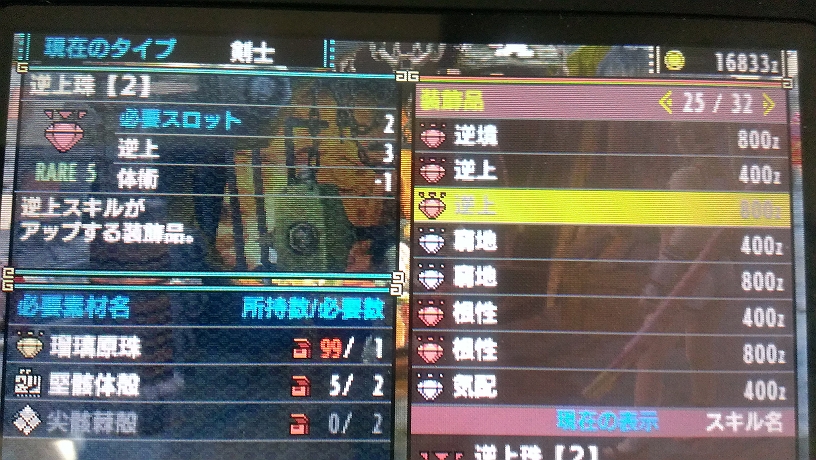 現在のタイプ 剣士
16833z
逆上珠【2】
必要スロット 2
逆上 3
RARE 5
体術 -1
逆上スキルが
アップする装飾品。
必要素材名 所持数/必要数
瑠璃原珠 99/ 1
堅骸体殻 5/ 2
尖骸棘殻 0/ 2
装飾品 25 / 32
逆境 800z
逆上 400z
逆上 800z
窮地 400z
窮地 800z
根性 400z
根性 800z
気配 400z
現在の表示 スキル名
逆上珠【2】